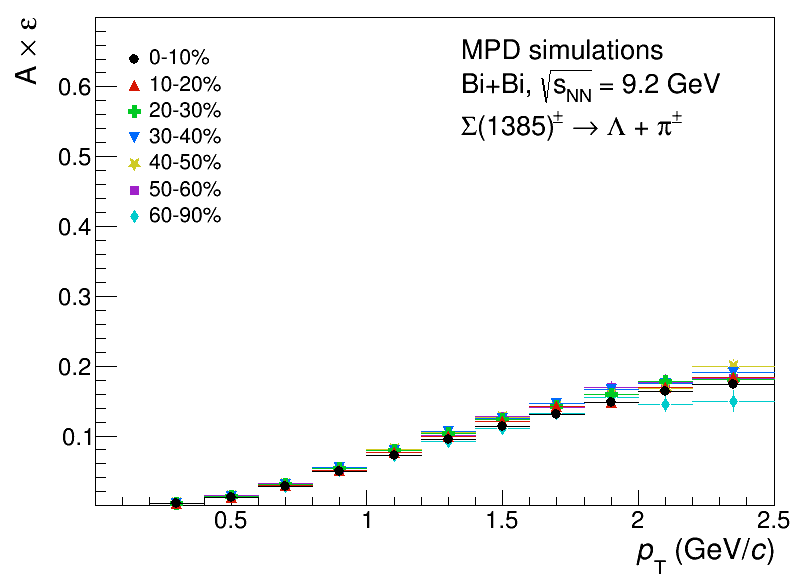 A × ε
MPD simulations
Bi+Bi, √s_NN = 9.2 GeV
Σ(1385)± → Λ + π±
0-10%
10-20%
20-30%
30-40%
40-50%
50-60%
60-90%
0.6
0.5
0.4
0.3
0.2
0.1
0.5 1 1.5 2 2.5
p_T (GeV/c)